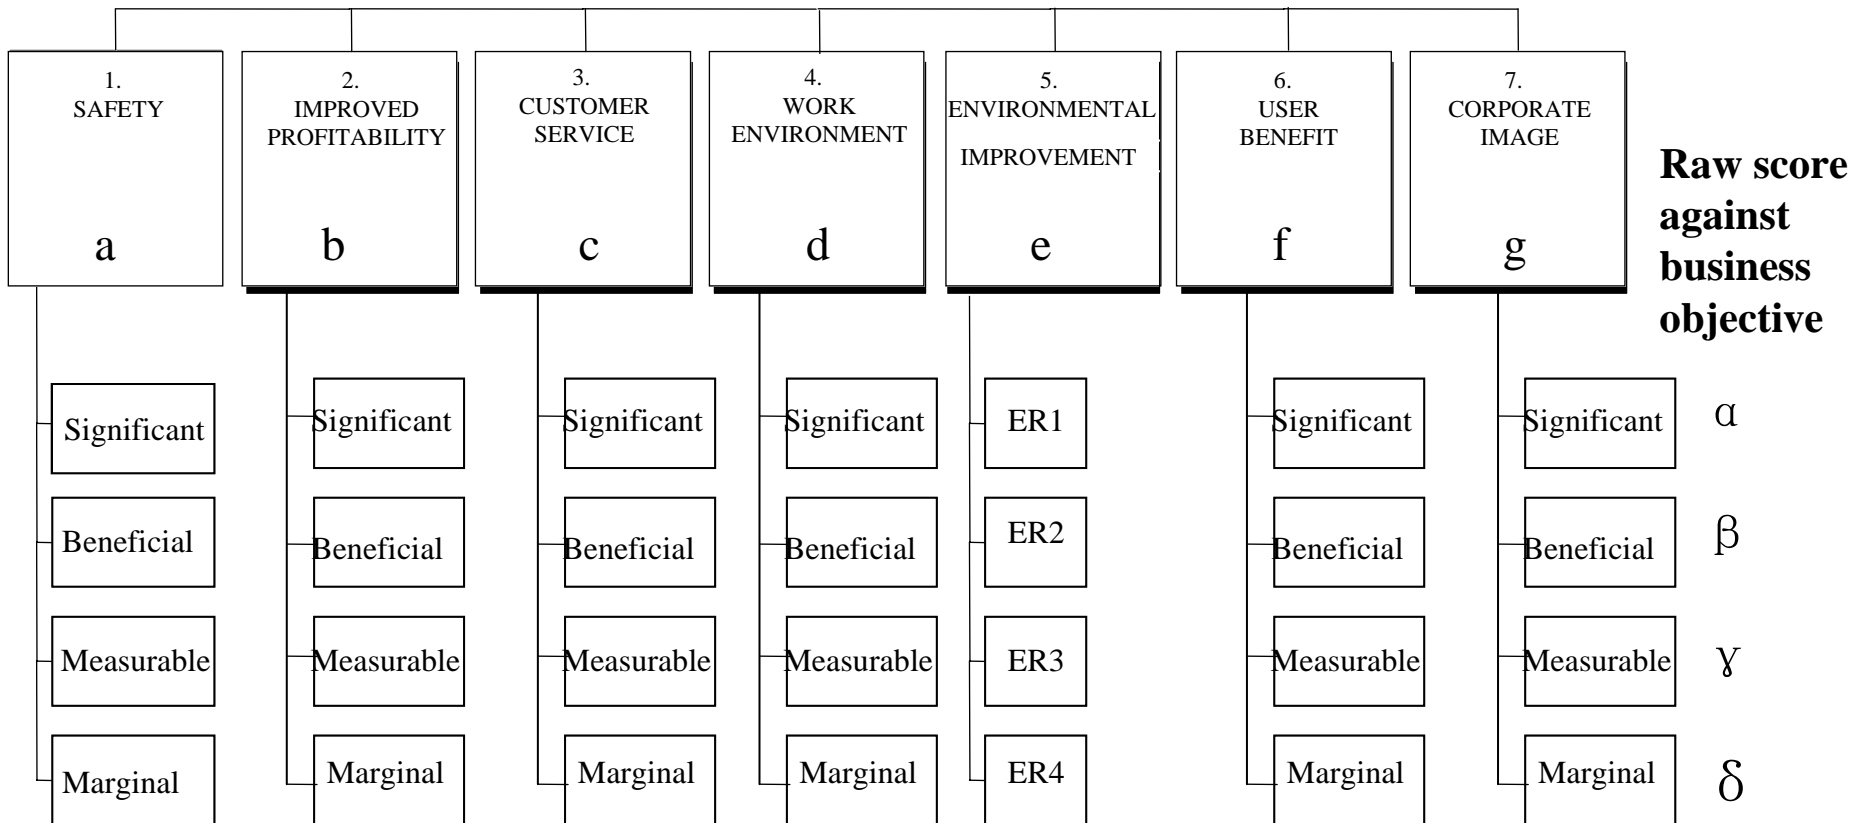 1.
SAFETY
a
2.
IMPROVED
PROFITABILITY
b
3.
CUSTOMER
SERVICE
c
4.
WORK
ENVIRONMENT
d
5.
ENVIRONMENTAL
IMPROVEMENT
e
6.
USER
BENEFIT
f
7.
CORPORATE
IMAGE
g
Raw score
against
business
objective
Significant
Significant
Significant
Significant
ER1
Significant
Significant
α
Beneficial
Beneficial
Beneficial
Beneficial
ER2
Beneficial
Beneficial
β
Measurable
Measurable
Measurable
Measurable
ER3
Measurable
Measurable
γ
Marginal
Marginal
Marginal
Marginal
ER4
Marginal
Marginal
δ